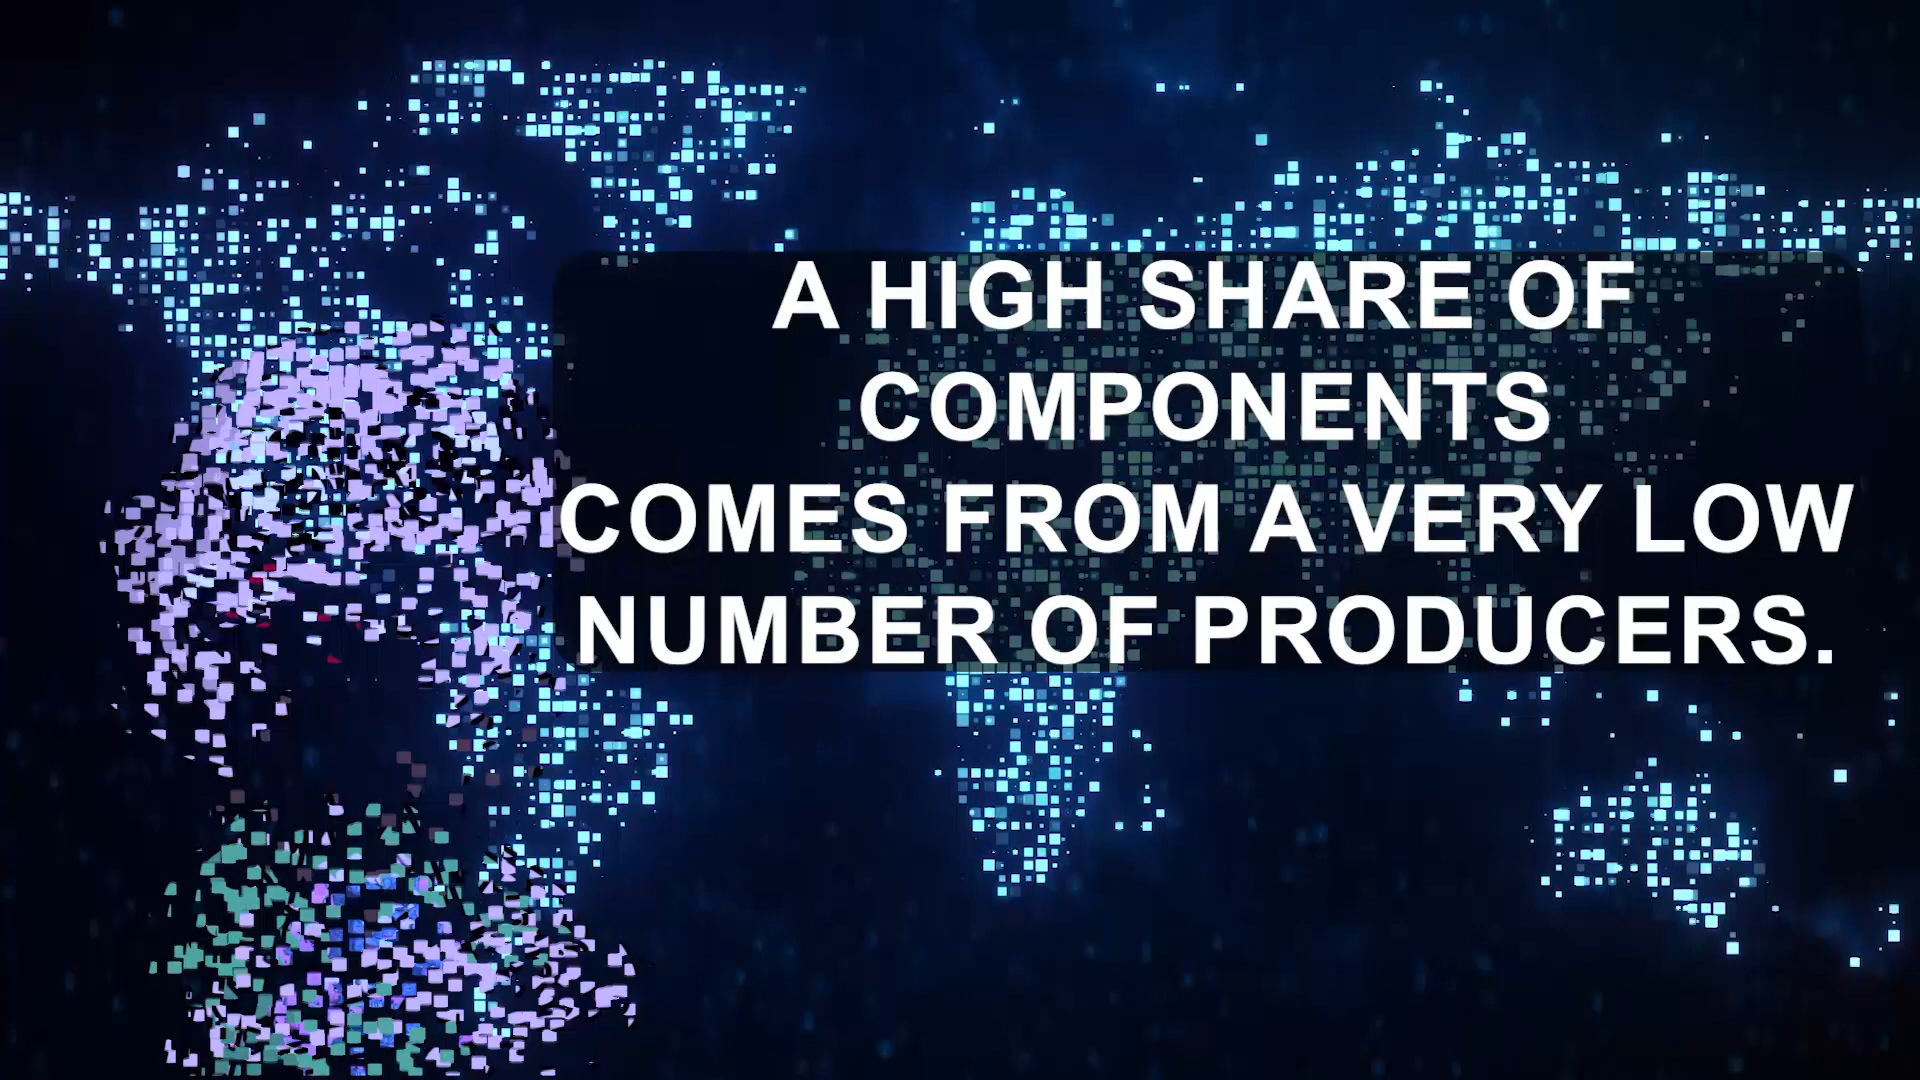 A HIGH SHARE OF
COMPONENTS
COMES FROM A VERY LOW
NUMBER OF PRODUCERS.